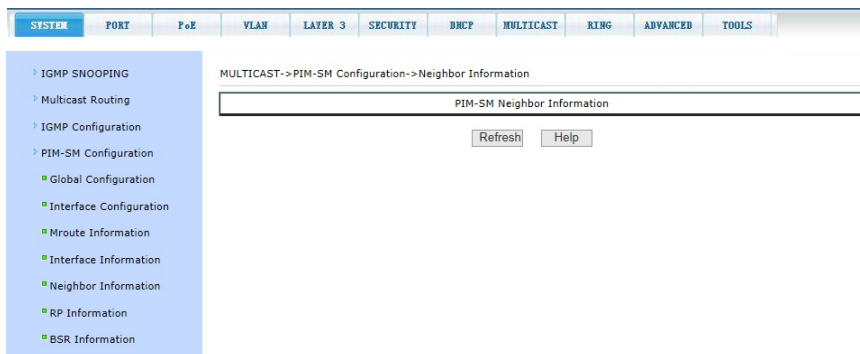 SYSTEM PORT PoE VLAN LAYER 3 SECURITY DHCP MULTICAST RING ADVANCED TOOLS
IGMP SNOOPING
Multicast Routing
IGMP Configuration
PIM-SM Configuration
Global Configuration
Interface Configuration
Mroute Information
Interface Information
Neighbor Information
RP Information
BSR Information
MULTICAST->PIM-SM Configuration->Neighbor Information
PIM-SM Neighbor Information
Refresh Help